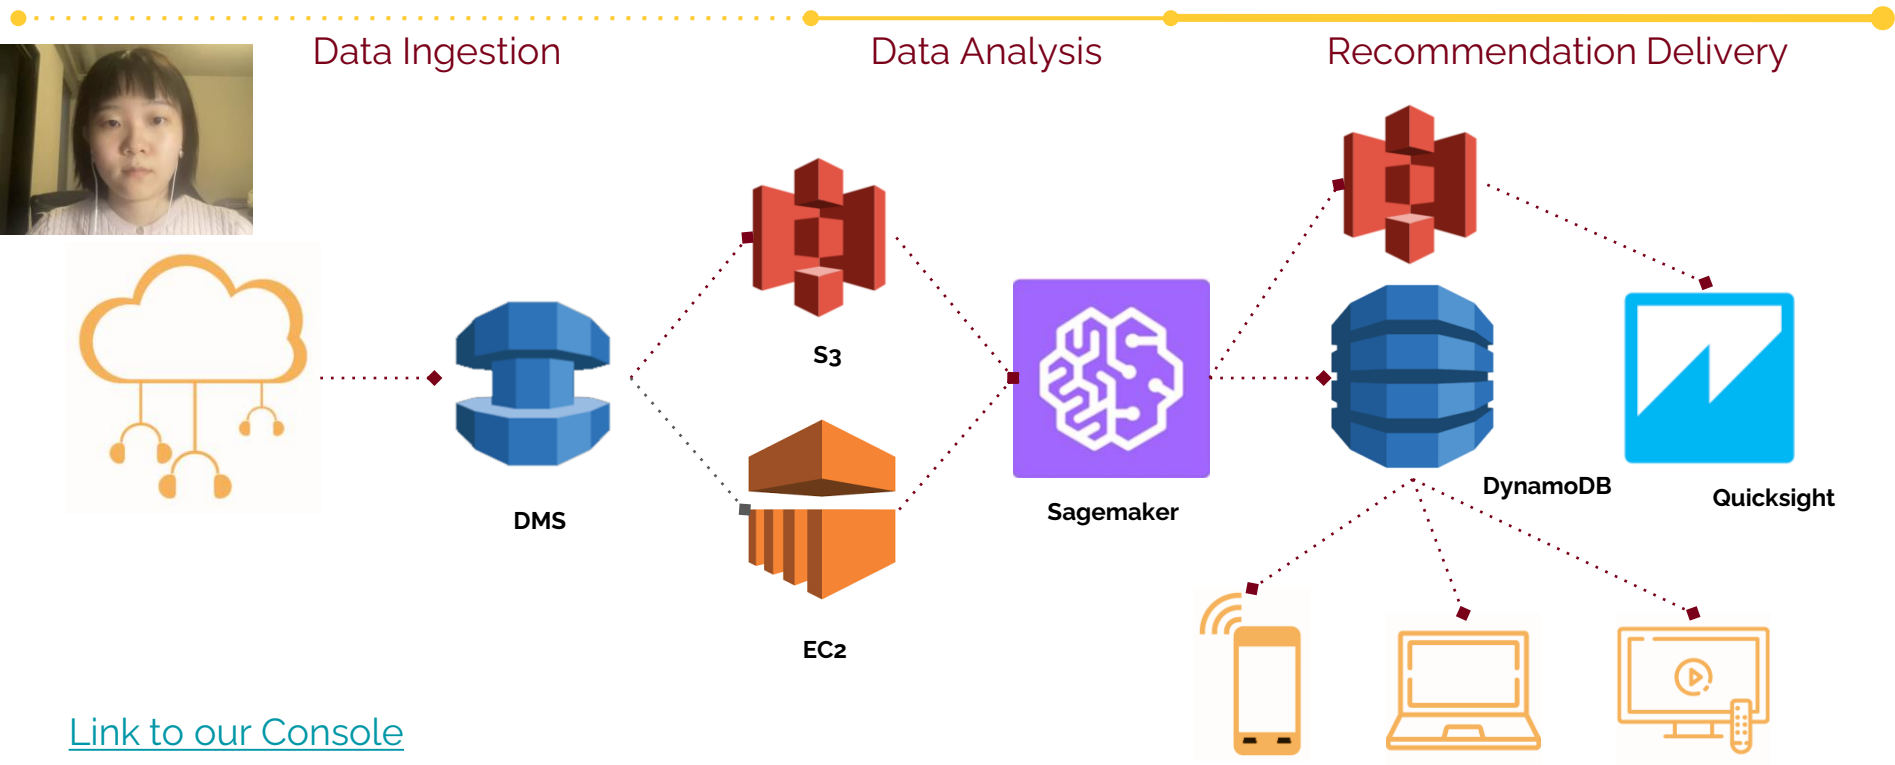 Data Ingestion
Data Analysis
Recommendation Delivery
S3
DMS
EC2
Sagemaker
DynamoDB
Quicksight
Link to our Console